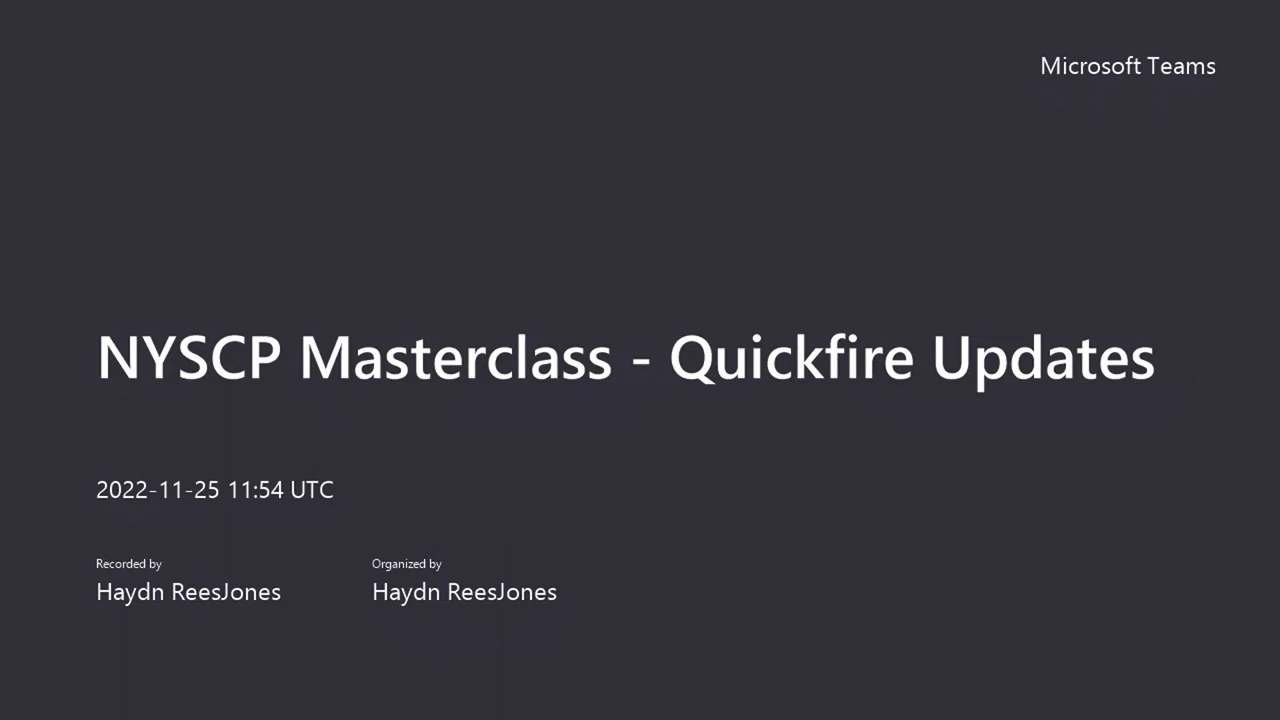 Microsoft Teams
NYSCP Masterclass - Quickfire Updates
2022-11-25 11:54 UTC
Recorded by
Haydn ReesJones
Organized by
Haydn ReesJones